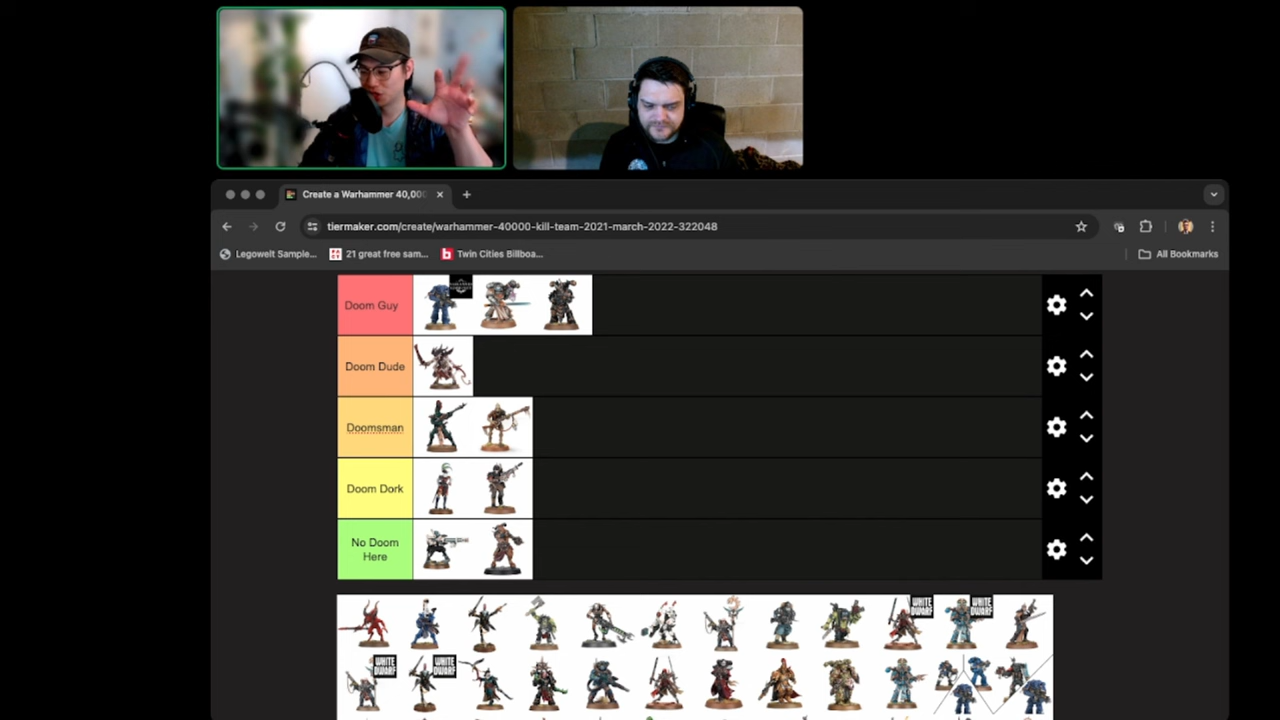 Create a Warhammer 40,00
tiermaker.com/create/warhammer-40000-kill-team-2021-march-2022-322048
Legowelt Sample...
21 great free sam...
Twin Cities Billboa...
All Bookmarks
Doom Guy
Doom Dude
Doomsman
Doom Dork
No Doom
Here
WHITE
DWARF
WHITE
DWARF
WHITE
DWARF
WHITE
DWARF